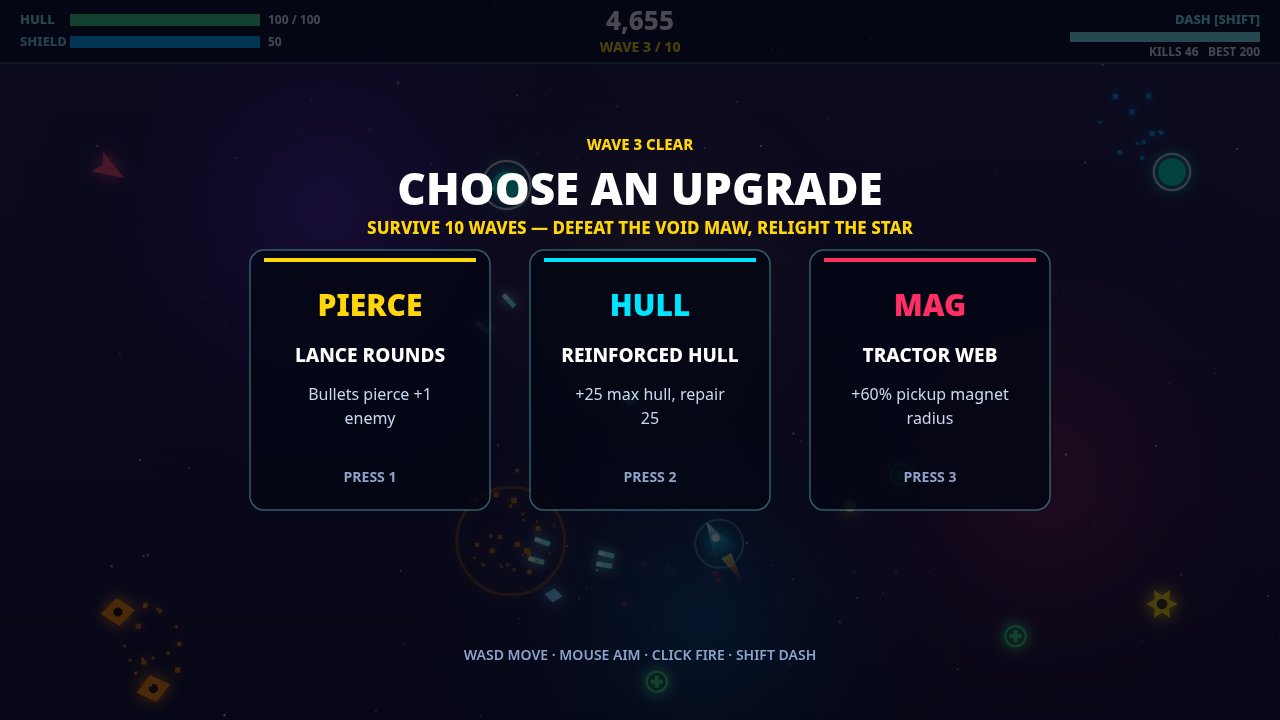 HULL 100 / 100
SHIELD 50
4,655
WAVE 3 / 10
DASH [SHIFT]
KILLS 46 BEST 200
WAVE 3 CLEAR
CHOOSE AN UPGRADE
SURVIVE 10 WAVES — DEFEAT THE VOID MAW, RELIGHT THE STAR
PIERCE
LANCE ROUNDS
Bullets pierce +1
enemy
PRESS 1
HULL
REINFORCED HULL
+25 max hull, repair
25
PRESS 2
MAG
TRACTOR WEB
+60% pickup magnet
radius
PRESS 3
WASD MOVE · MOUSE AIM · CLICK FIRE · SHIFT DASH